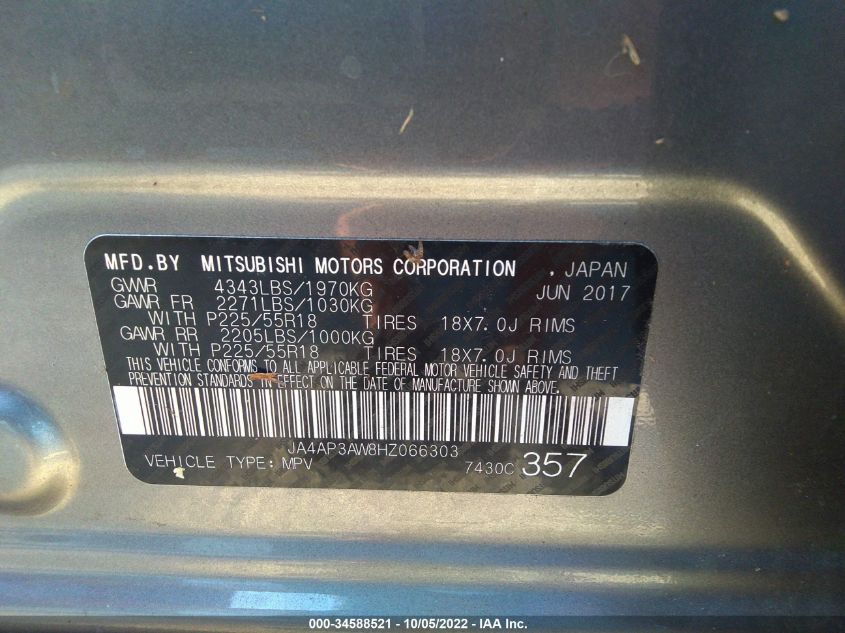 MFD.BY MITSUBISHI MOTORS CORPORATION , JAPAN
GVWR 4343LBS/1970KG JUN 2017
GAWR FR 2271LBS/1030KG
WITH P225/55R18 TIRES 18X7.0J RIMS
GAWR RR 2205LBS/1000KG
WITH P225/55R18 TIRES 18X7.0J RIMS
THIS VEHICLE CONFORMS TO ALL APPLICABLE FEDERAL MOTOR VEHICLE SAFETY AND THEFT
PREVENTION STANDARDS IN EFFECT ON THE DATE OF MANUFACTURE SHOWN ABOVE.
JA4AP3AW8HZ066303
VEHICLE TYPE: MPV 7430C 357
000-34588521 - 10/05/2022 - IAA Inc.